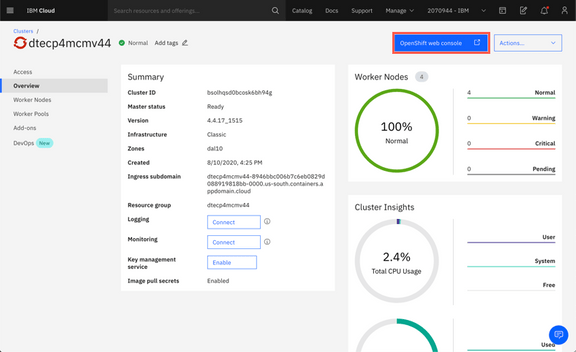 IBM Cloud
Search resources and offerings...
Catalog
Docs
Support
Manage
2070944 - IBM
Clusters /
dtecp4mcmv44
Normal
Add tags
OpenShift web console
Actions...
Access
Overview
Worker Nodes
Worker Pools
Add-ons
DevOps New
Summary
Cluster ID
bsolhqsd0bcosk6bh94g
Master status
Ready
Version
4.4.17_1515
Infrastructure
Classic
Zones
dal10
Created
8/10/2020, 4:25 PM
Ingress subdomain
dtecp4mcmv44-8946bbc006b7c6eb0829d
088919818bb-0000.us-south.containers.a
ppdomain.cloud
Resource group
dtecp4mcmv44
Logging
Connect
Monitoring
Connect
Key management
service
Enable
Image pull secrets
Enabled
Worker Nodes 4
100%
Normal
4 Normal
0 Warning
0 Critical
0 Pending
Cluster Insights
2.4%
Total CPU Usage
User
System
Free
Used